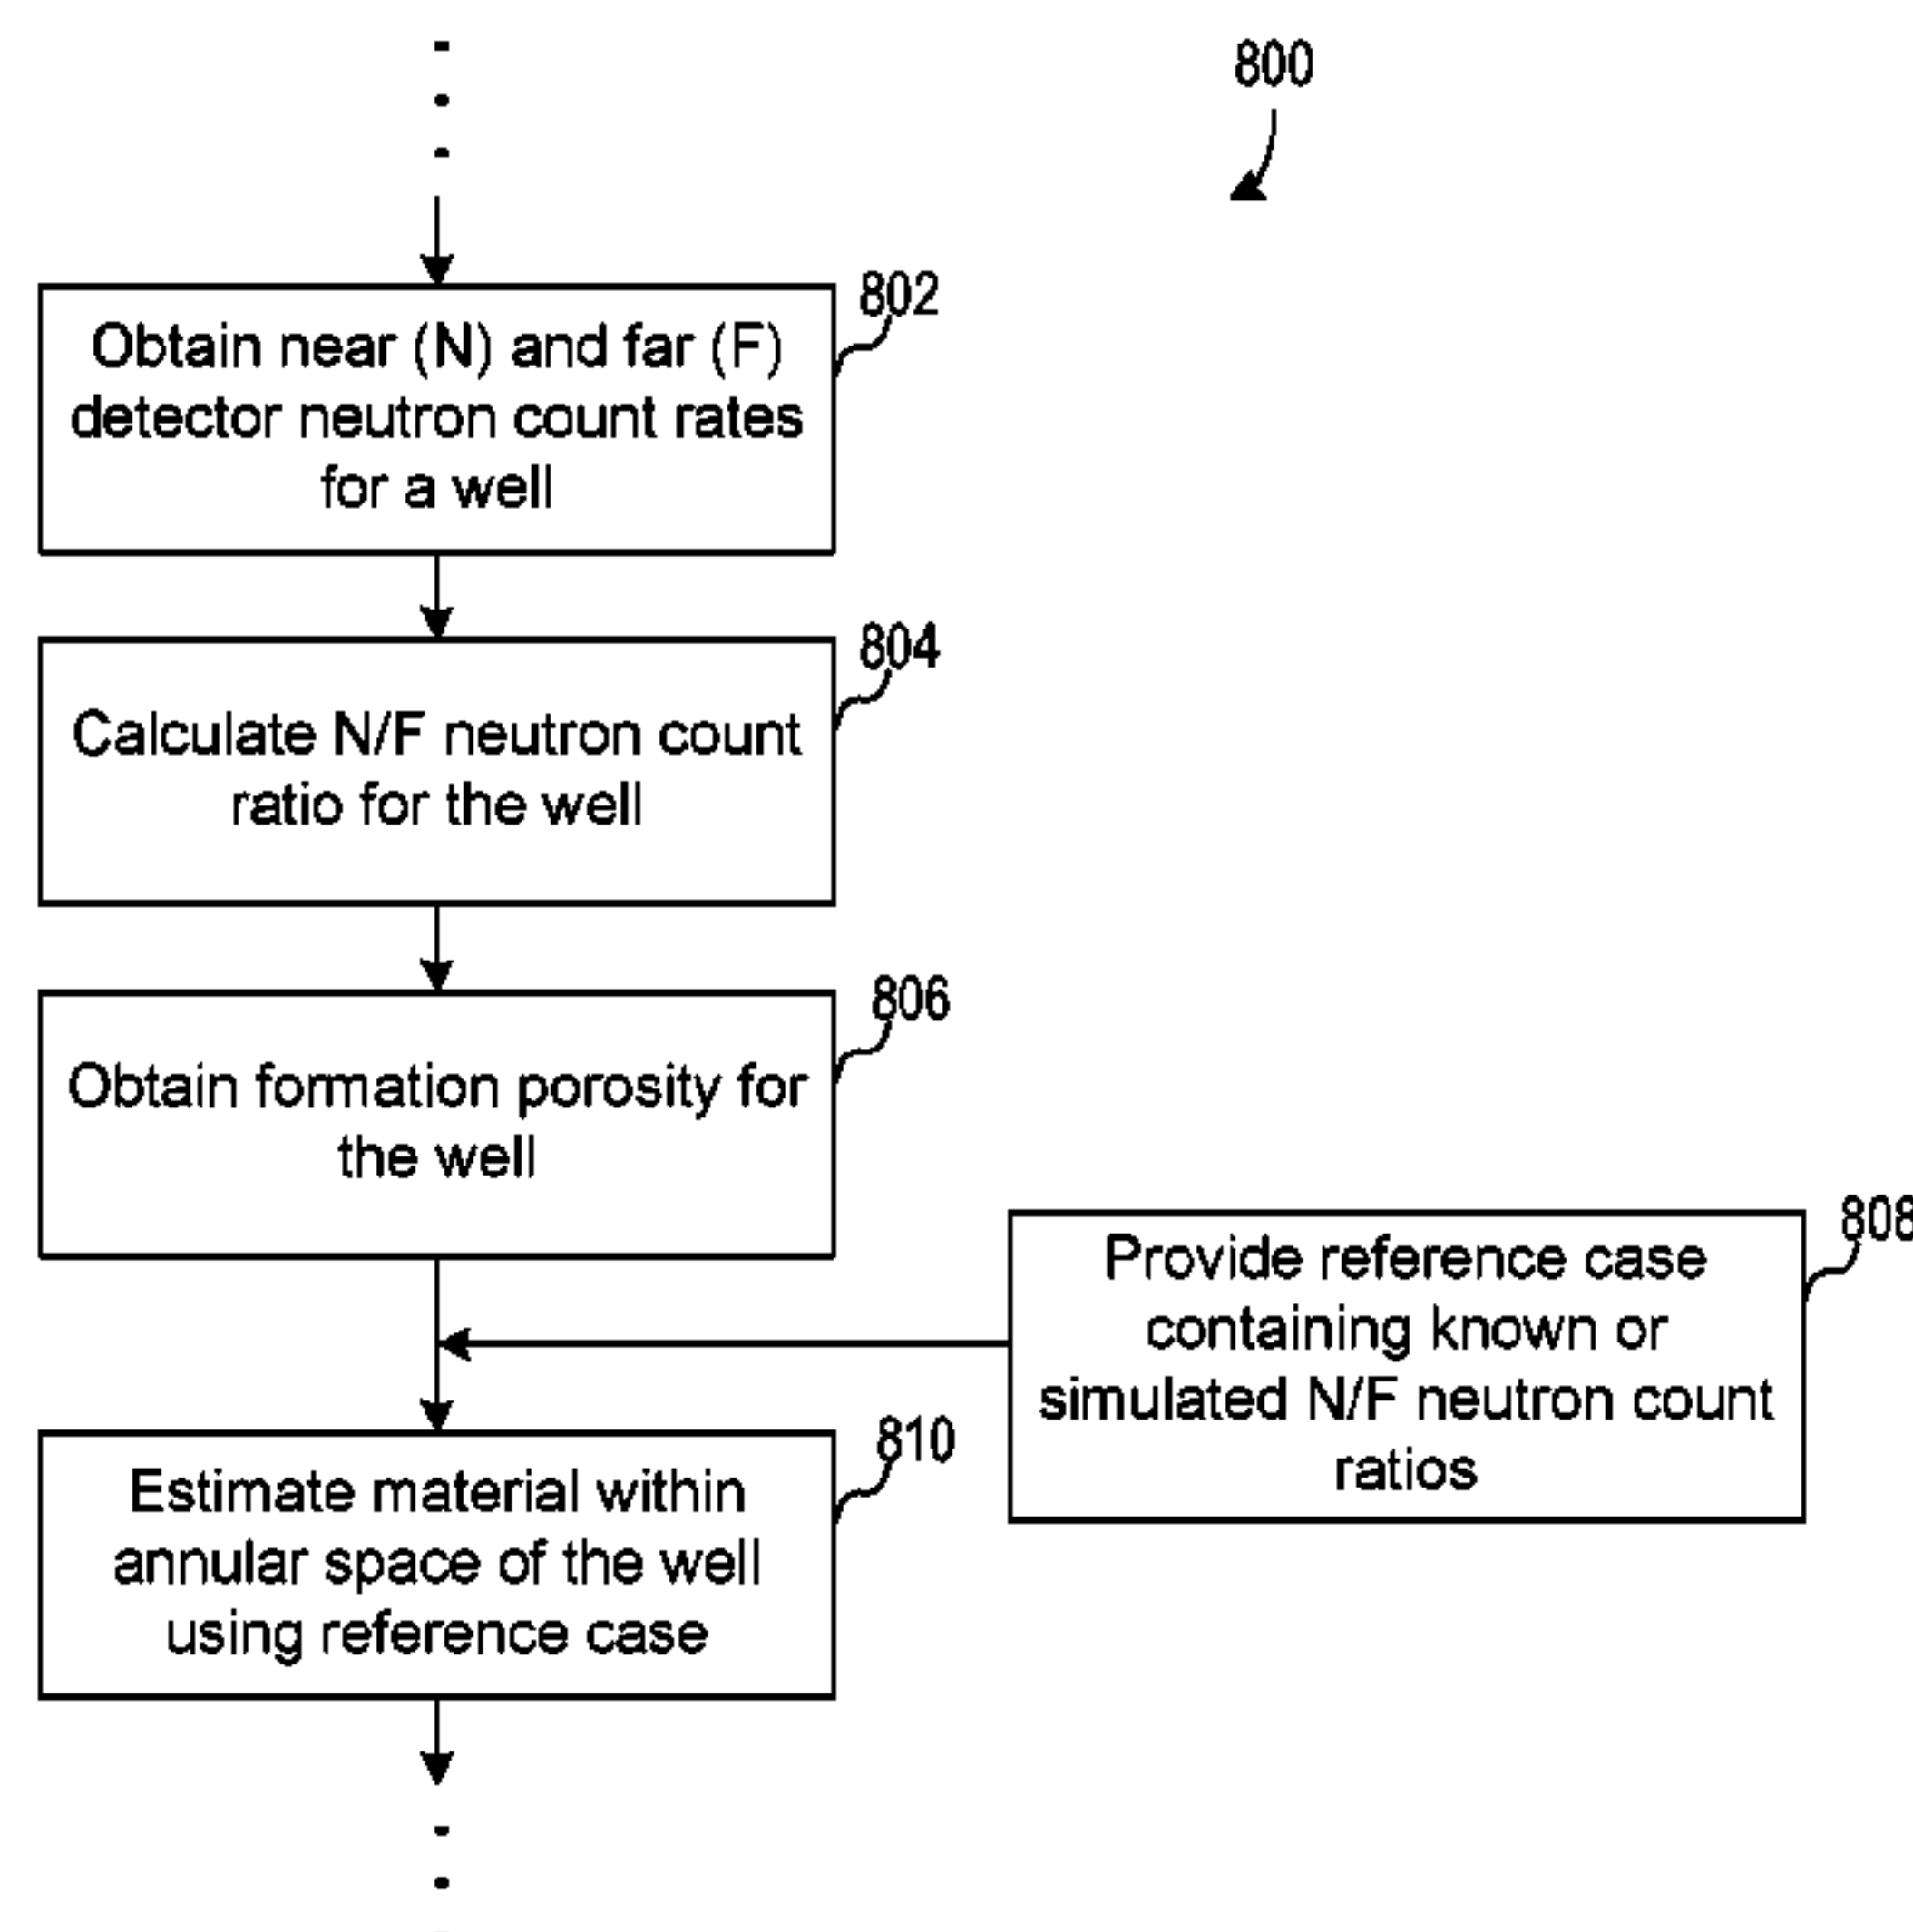 800
802
Obtain near (N) and far (F)
detector neutron count rates
for a well
804
Calculate N/F neutron count
ratio for the well
806
Obtain formation porosity for
the well
808
Provide reference case
containing known or
simulated N/F neutron count
ratios
810
Estimate material within
annular space of the well
using reference case